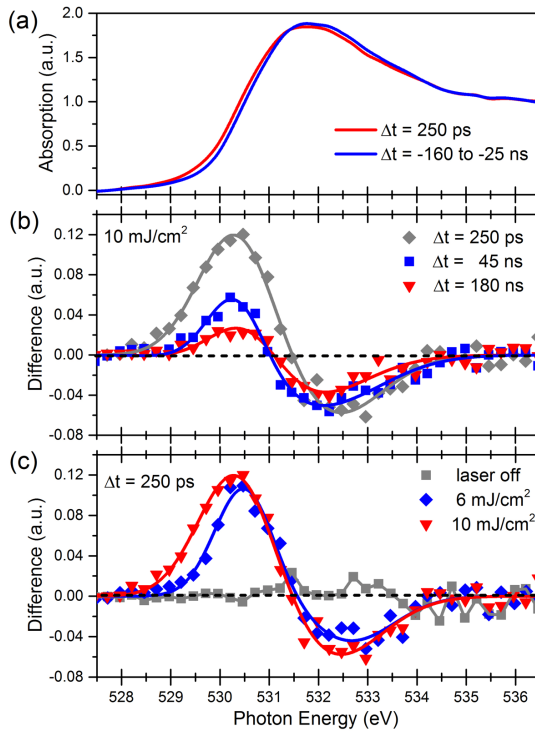 (a)
2.0
1.5
1.0
0.5
0.0
Absorption (a.u.)
Δt = 250 ps
Δt = -160 to -25 ns
(b)
10 mJ/cm²
0.12
0.08
0.04
0.00
-0.04
-0.08
Difference (a.u.)
Δt = 250 ps
Δt = 45 ns
Δt = 180 ns
(c)
Δt = 250 ps
0.12
0.08
0.04
0.00
-0.04
-0.08
Difference (a.u.)
laser off
6 mJ/cm²
10 mJ/cm²
528 529 530 531 532 533 534 535 536
Photon Energy (eV)